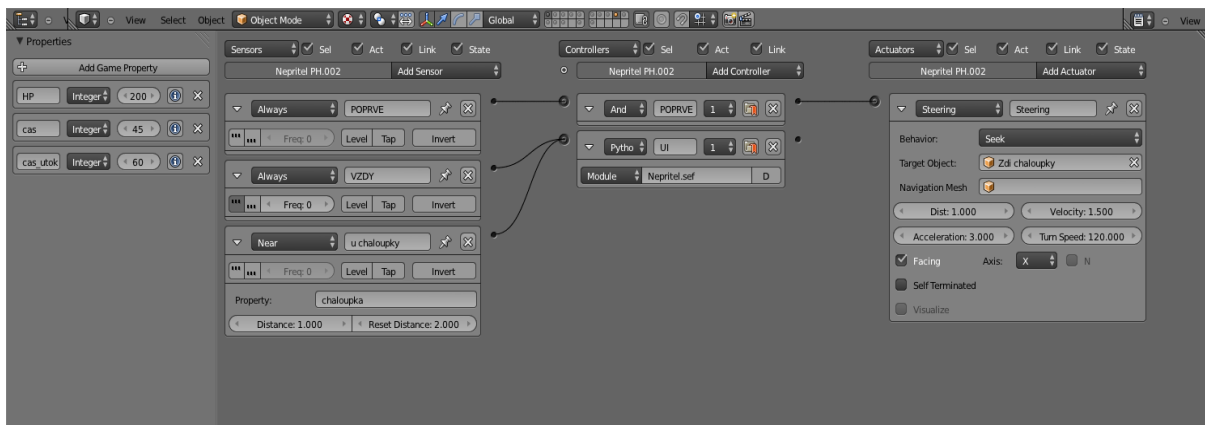 View Select Object Object Mode Global View
Properties
Add Game Property
HP Integer 200
cas Integer 45
cas_utok Integer 60
Sensors Sel Act Link State
Nepritel PH.002 Add Sensor
Always POPRVE
Freq: 0 Level Tap Invert
Always VZDY
Freq: 0 Level Tap Invert
Near u chaloupky
Freq: 0 Level Tap Invert
Property: chaloupka
Distance: 1.000 Reset Distance: 2.000
Controllers Sel Act Link
Nepritel PH.002 Add Controller
And POPRVE 1
Pytho UI 1
Module Nepritel.sef D
Actuators Sel Act Link State
Nepritel PH.002 Add Actuator
Steering Steering
Behavior: Seek
Target Object: Zdi chaloupky
Navigation Mesh
Dist: 1.000 Velocity: 1.500
Acceleration: 3.000 Turn Speed: 120.000
Facing Axis: X N
Self Terminated
Visualize